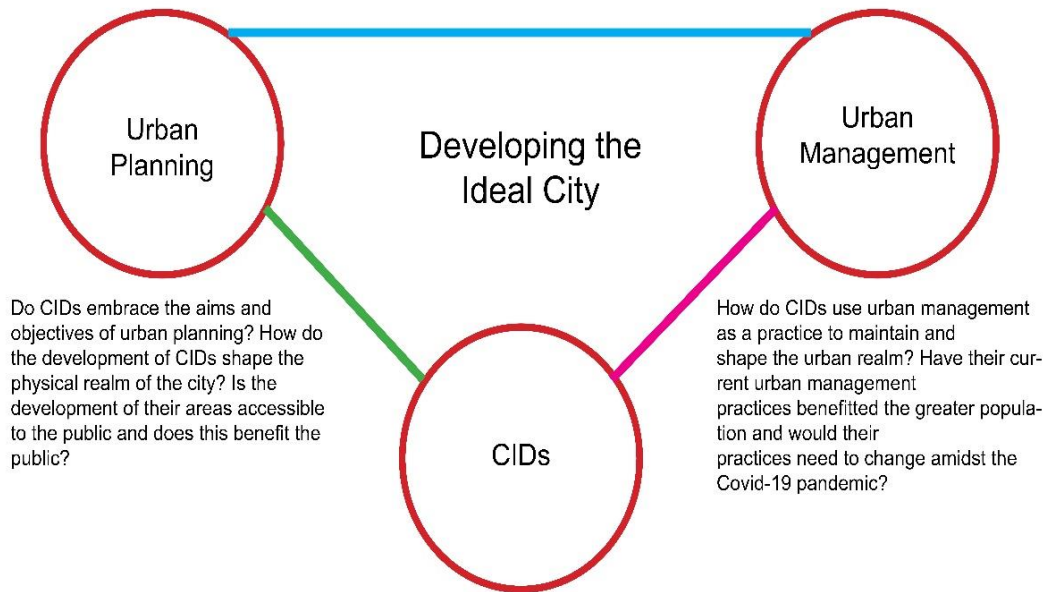 Urban
Planning
Developing the
Ideal City
Urban
Management
Do CIDs embrace the aims and
objectives of urban planning? How do
the development of CIDs shape the
physical realm of the city? Is the
development of their areas accessible
to the public and does this benefit the
public?
How do CIDs use urban management
as a practice to maintain and
shape the urban realm? Have their cur-
rent urban management
practices benefitted the greater popula-
tion and would their
practices need to change amidst the
Covid-19 pandemic?
CIDs